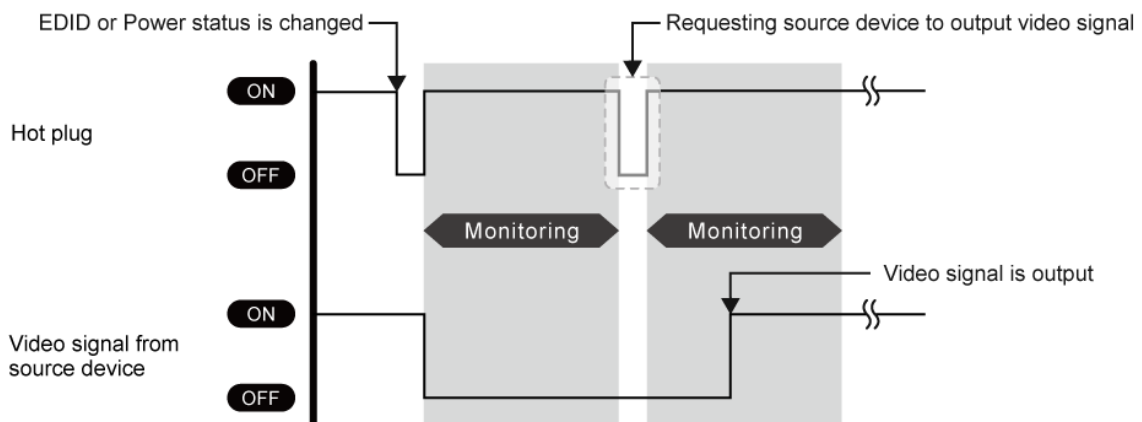 EDID or Power status is changed
Requesting source device to output video signal
ON
Hot plug
OFF
Monitoring
Monitoring
Video signal is output
ON
Video signal from
source device
OFF